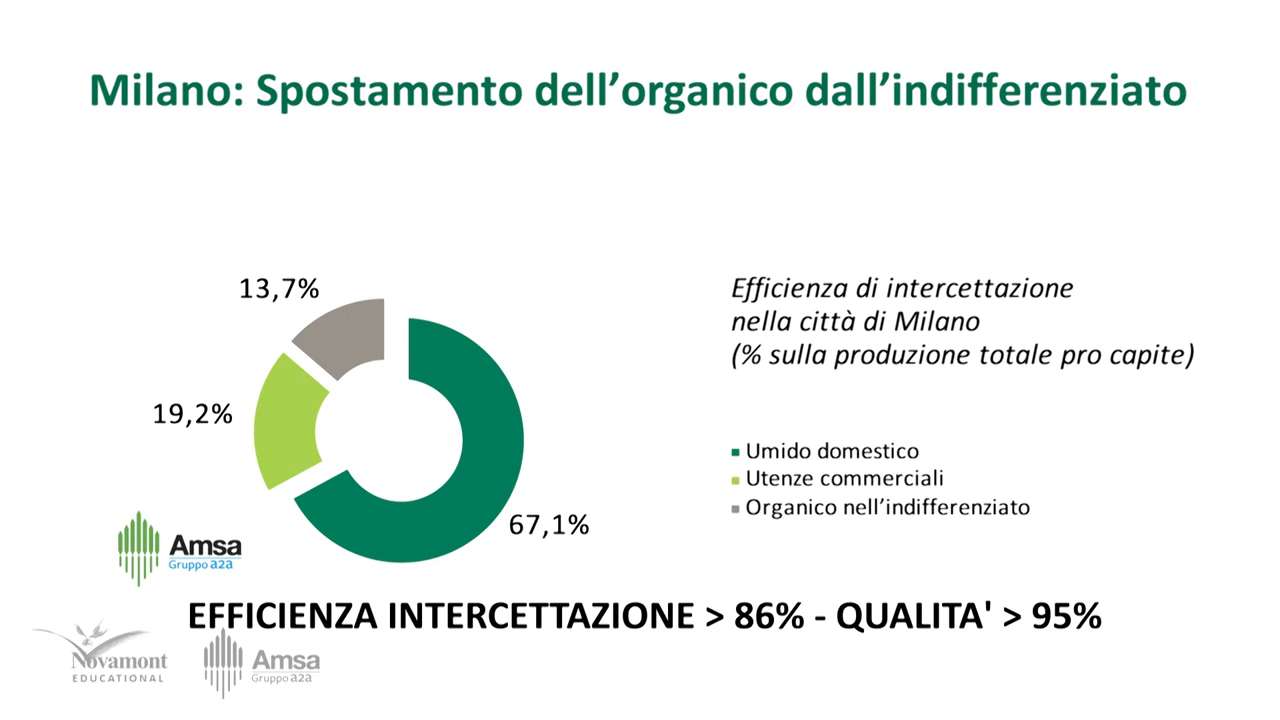 Milano: Spostamento dell’organico dall’indifferenziato
13,7%
Efficienza di intercettazione
nella città di Milano
(% sulla produzione totale pro capite)
19,2%
Umido domestico
Utenze commerciali
Organico nell’indifferenziato
67,1%
Amsa
Gruppo a2a
EFFICIENZA INTERCETTAZIONE > 86% - QUALITA' > 95%
Novamont
EDUCATIONAL
Amsa
Gruppo a2a